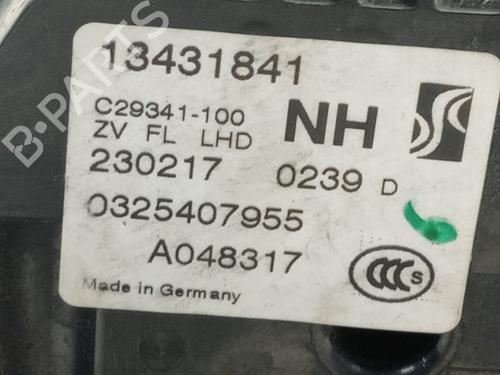 13431841
C29341-100
ZV FL LHD
NH
230217 0239 D
0325407955
A048317
Made in Germany
CCC S
B-PARTS